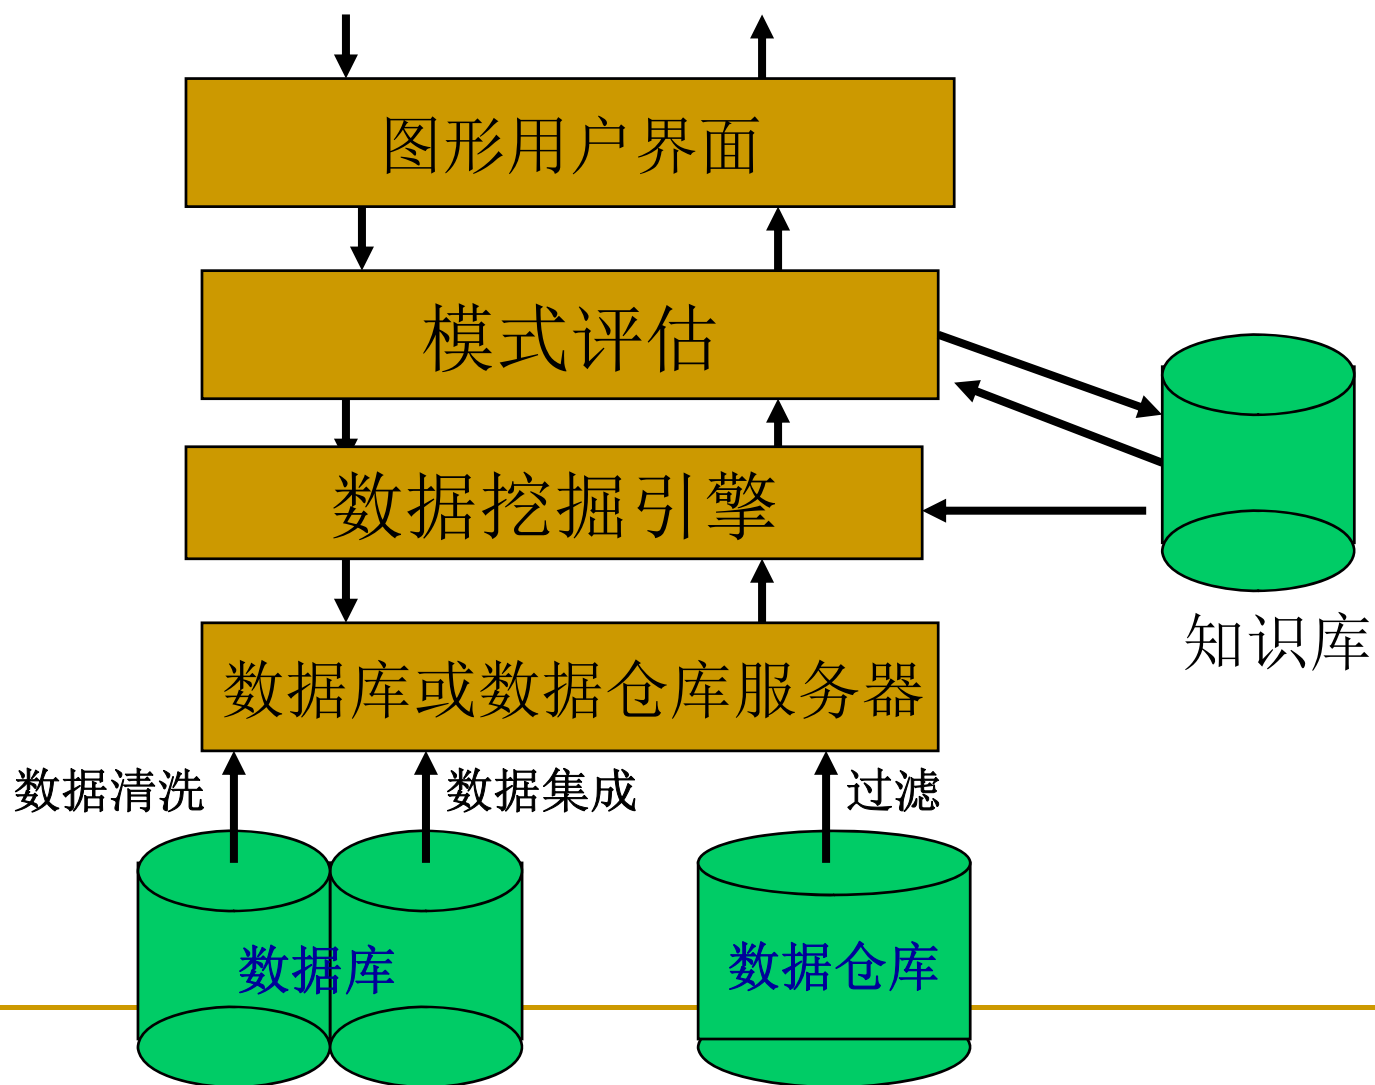 图形用户界面
模式评估
数据挖掘引擎
知识库
数据库或数据仓库服务器
数据清洗
数据集成
过滤
数据库
数据仓库